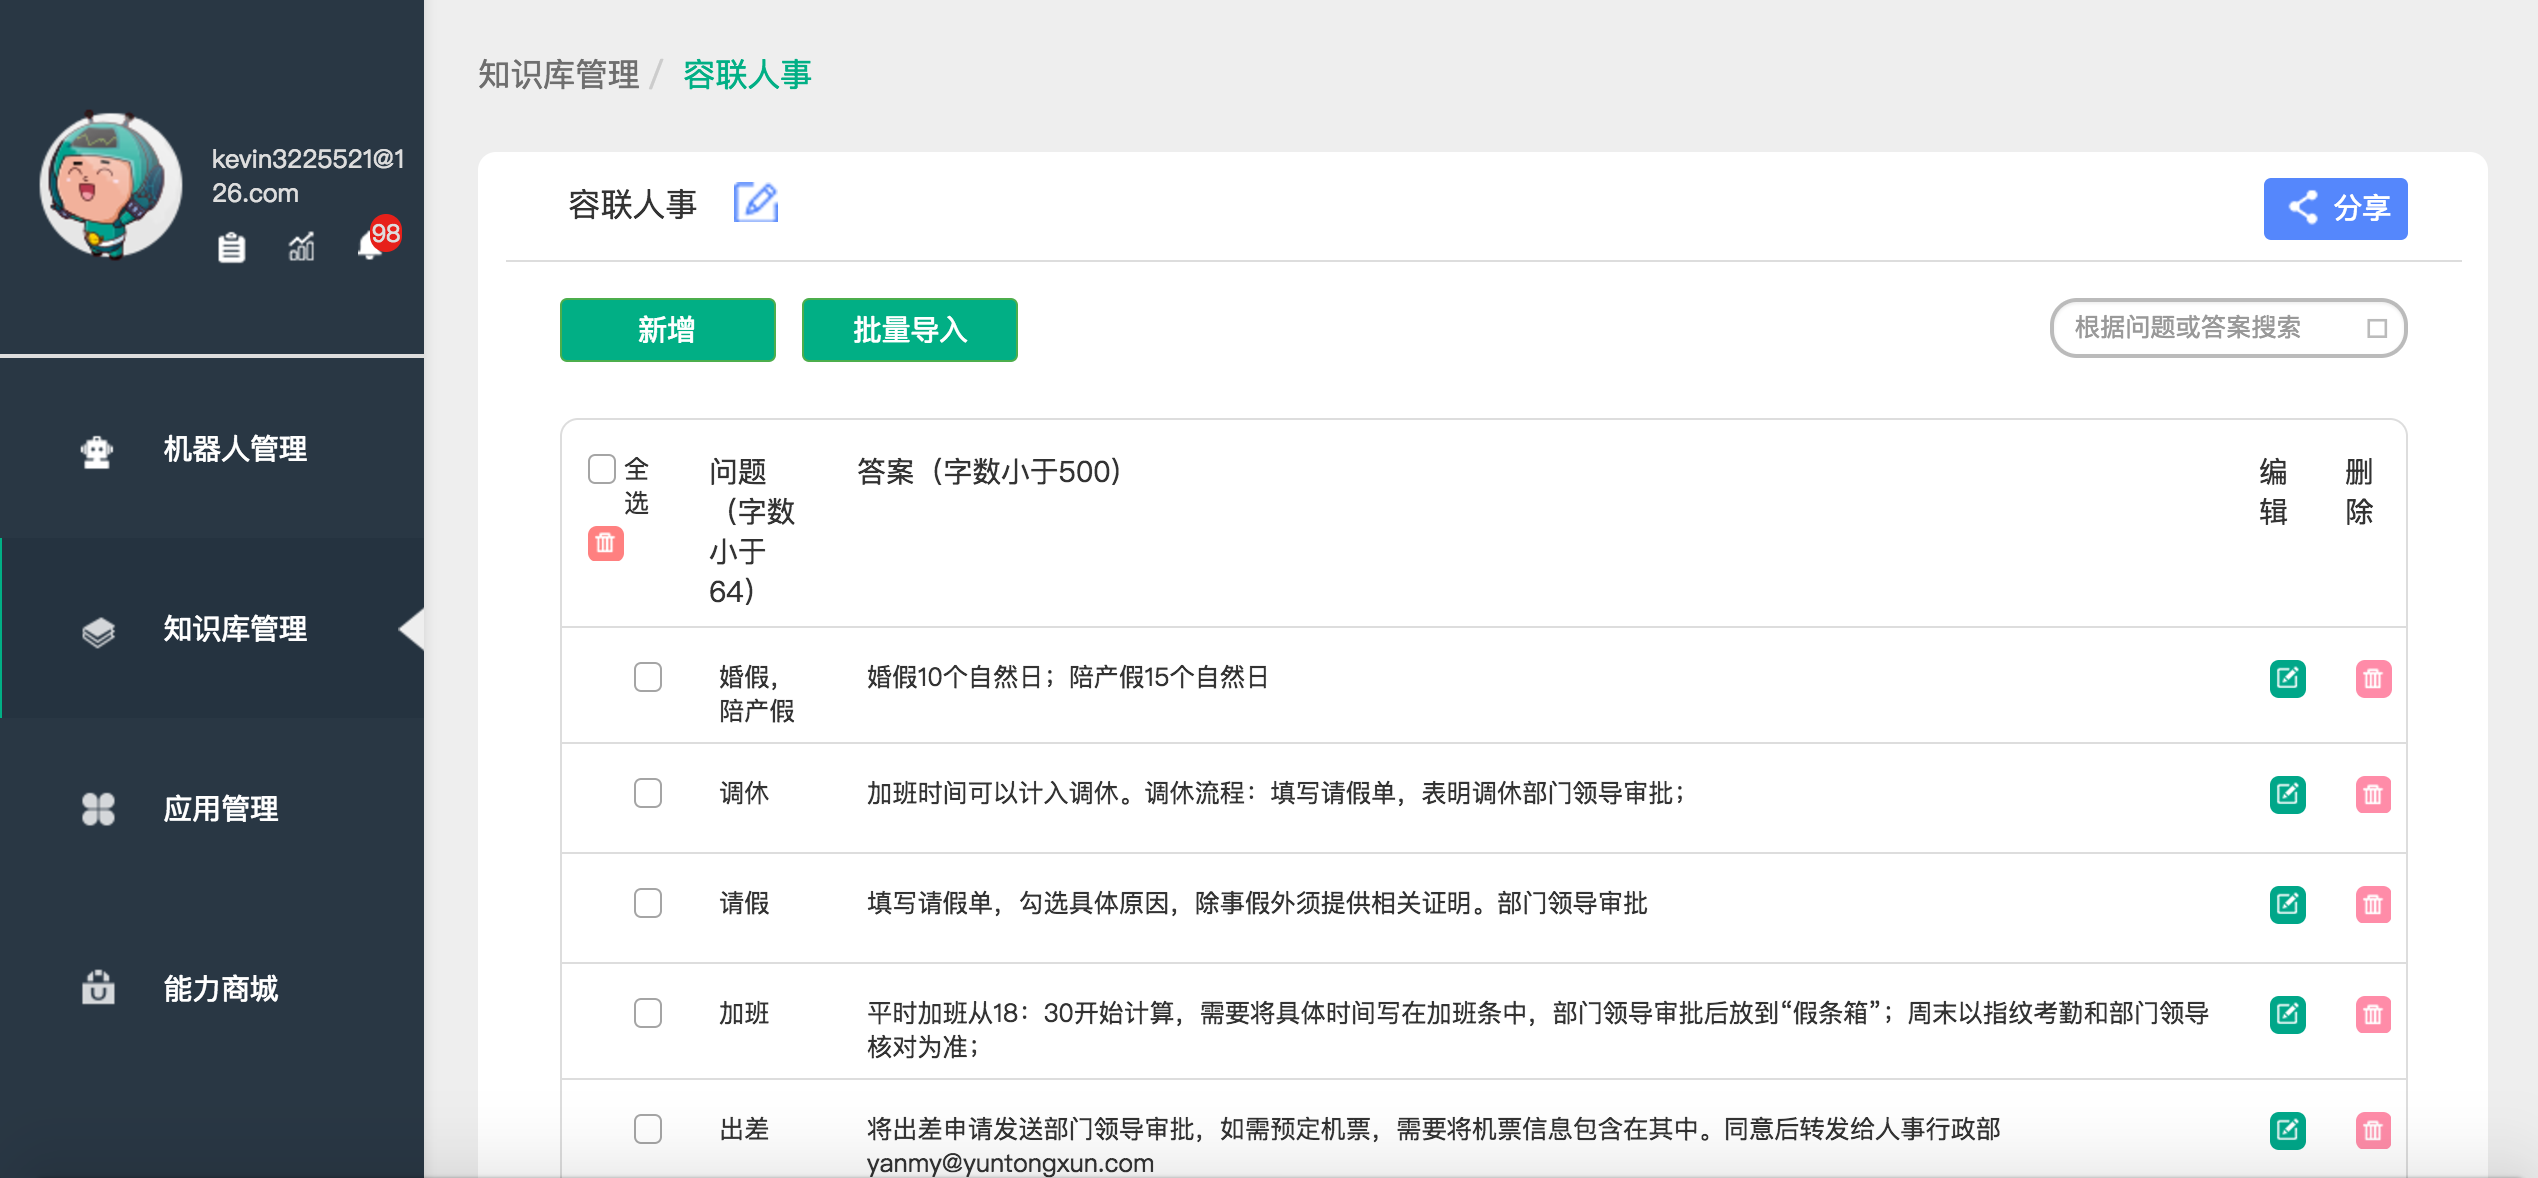 知识库管理 / 容联人事
kevin3225521@1
26.com
98
机器人管理
知识库管理
应用管理
能力商城
容联人事
分享
新增
批量导入
根据问题或答案搜索
全
选
问题
（字数
小于
64)
答案（字数小于500）
编
辑
删
除
婚假，
陪产假
婚假10个自然日；陪产假15个自然日
调休
加班时间可以计入调休。调休流程：填写请假单，表明调休部门领导审批；
请假
填写请假单，勾选具体原因，除事假外须提供相关证明。部门领导审批
加班
平时加班从18：30开始计算，需要将具体时间写在加班条中，部门领导审批后放到“假条箱”；周末以指纹考勤和部门领导
核对为准；
出差
将出差申请发送部门领导审批，如需预定机票，需要将机票信息包含在其中。同意后转发给人事行政部
yanmy@yuntongxun.com